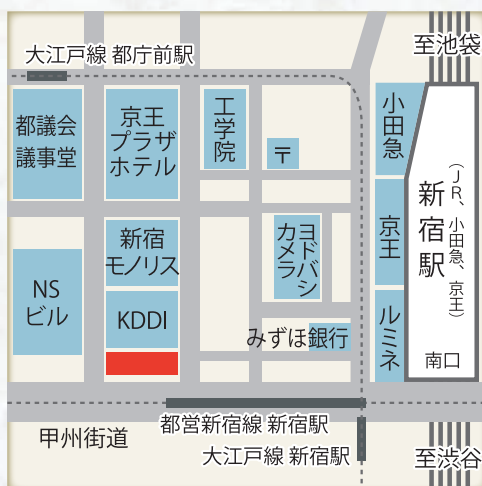 大江戸線 都庁前駅
至池袋
都議会
議事堂
京王
プラザ
ホテル
工学院
〒
小田急
新宿駅
（JR、小田急、京王）
新宿
モノリス
ヨドバシ
カメラ
京王
NS
ビル
KDDI
みずほ銀行
ルミネ
南口
都営新宿線 新宿駅
甲州街道
大江戸線 新宿駅
至渋谷